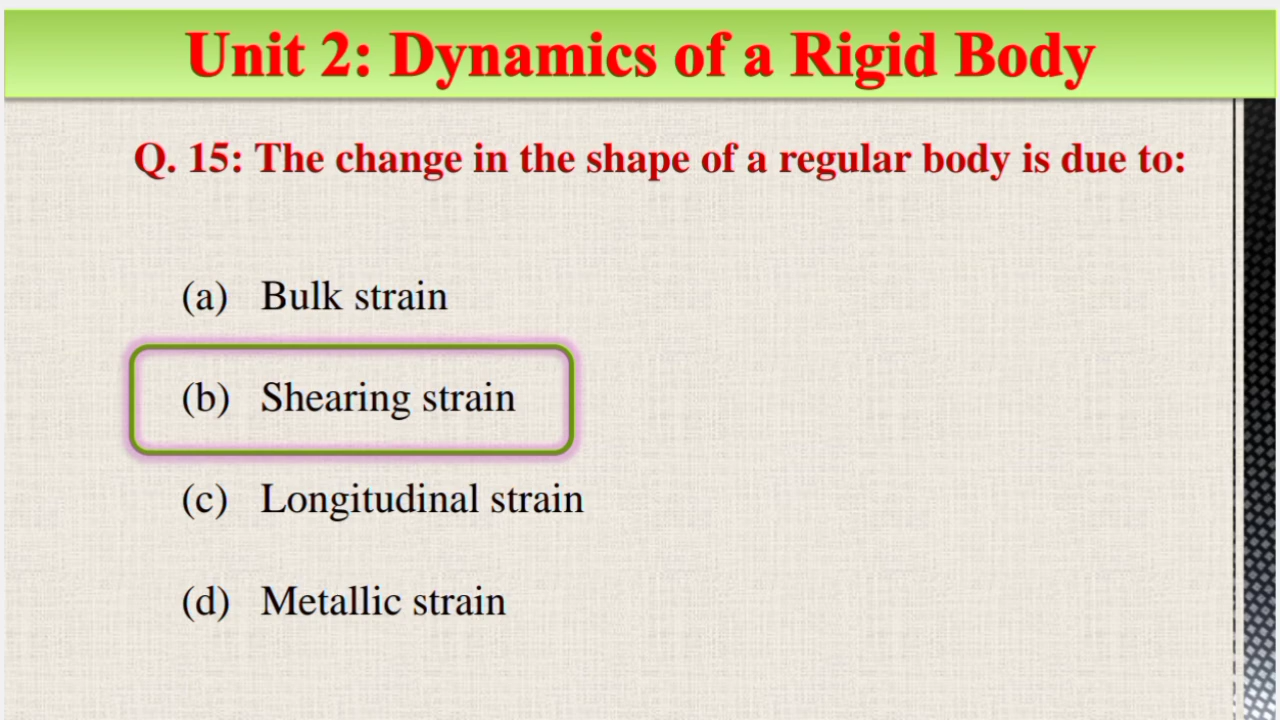 Unit 2: Dynamics of a Rigid Body
Q. 15: The change in the shape of a regular body is due to:
(a) Bulk strain
(b) Shearing strain
(c) Longitudinal strain
(d) Metallic strain